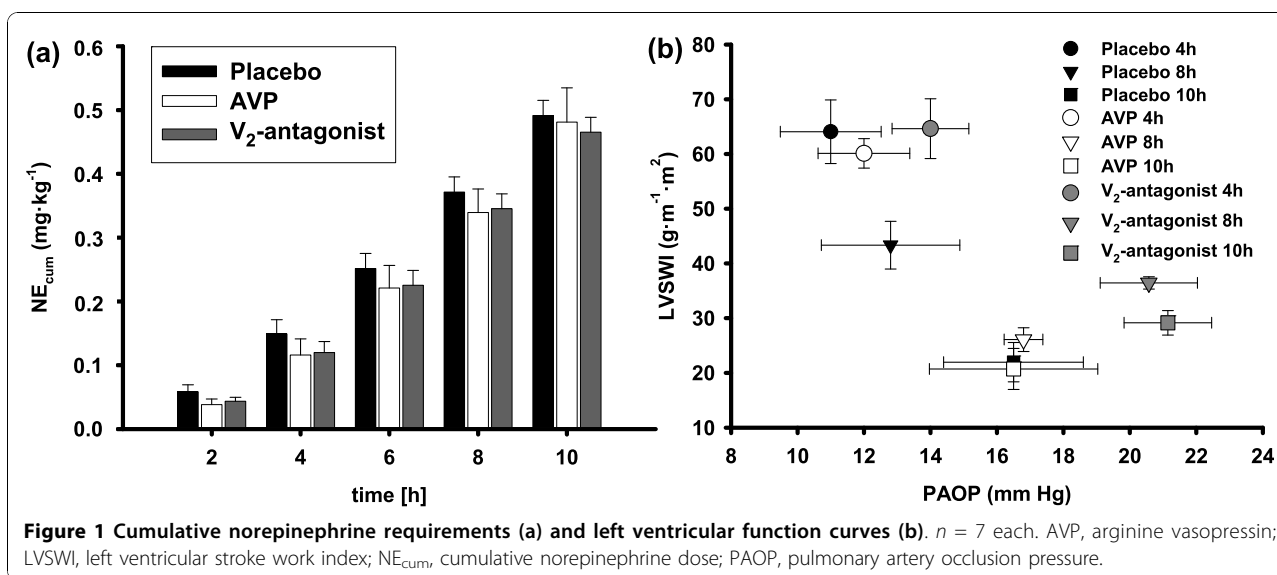 (a)
0.6
0.5
0.4
0.3
0.2
0.1
0.0
NE_cum (mg·kg⁻¹)
Placebo
AVP
V₂-antagonist
2 4 6 8 10
time [h]
(b)
80
70
60
50
40
30
20
10
LVSWI (g·m⁻¹·m²)
Placebo 4h
Placebo 8h
Placebo 10h
AVP 4h
AVP 8h
AVP 10h
V₂-antagonist 4h
V₂-antagonist 8h
V₂-antagonist 10h
8 10 12 14 16 18 20 22 24
PAOP (mm Hg)
Figure 1 Cumulative norepinephrine requirements (a) and left ventricular function curves (b). n = 7 each. AVP, arginine vasopressin;
LVSWI, left ventricular stroke work index; NE_cum, cumulative norepinephrine dose; PAOP, pulmonary artery occlusion pressure.